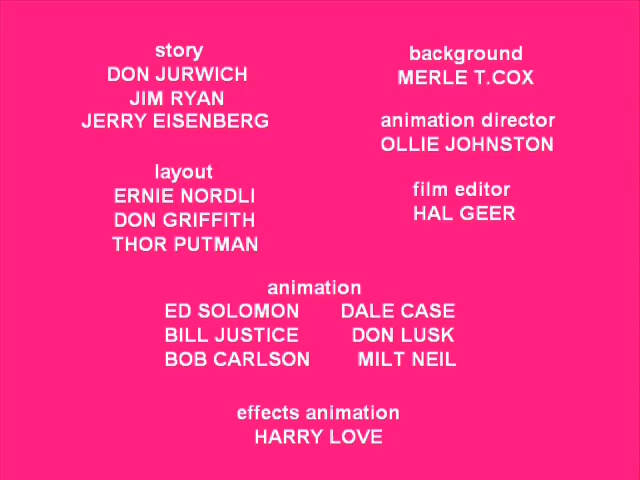 story
DON JURWICH
JIM RYAN
JERRY EISENBERG
layout
ERNIE NORDLI
DON GRIFFITH
THOR PUTMAN
background
MERLE T.COX
animation director
OLLIE JOHNSTON
film editor
HAL GEER
animation
ED SOLOMON DALE CASE
BILL JUSTICE DON LUSK
BOB CARLSON MILT NEIL
effects animation
HARRY LOVE